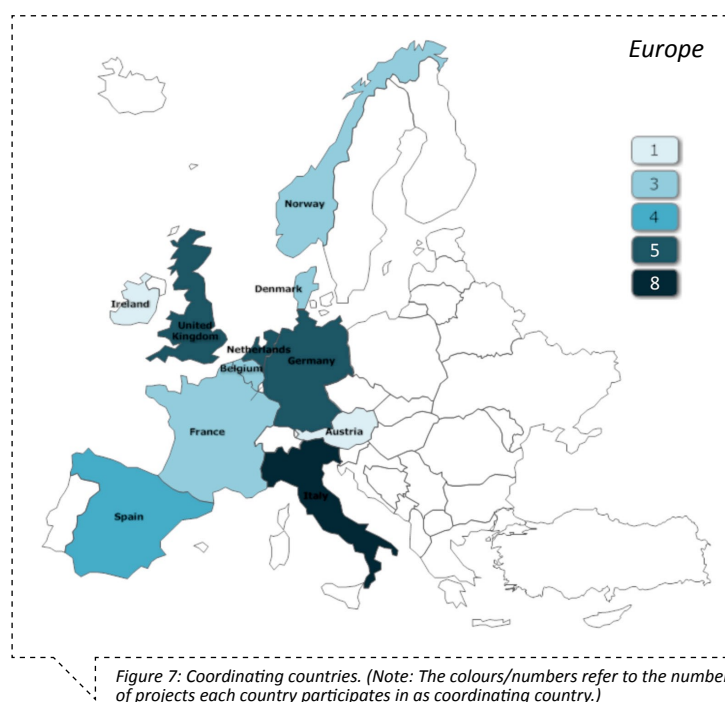 Europe
1
3
4
5
8
Norway
Denmark
Ireland
United
Kingdom
Netherlands
Belgium
Germany
France
Austria
Italy
Spain
Figure 7: Coordinating countries. (Note: The colours/numbers refer to the number
of projects each country participates in as coordinating country.)